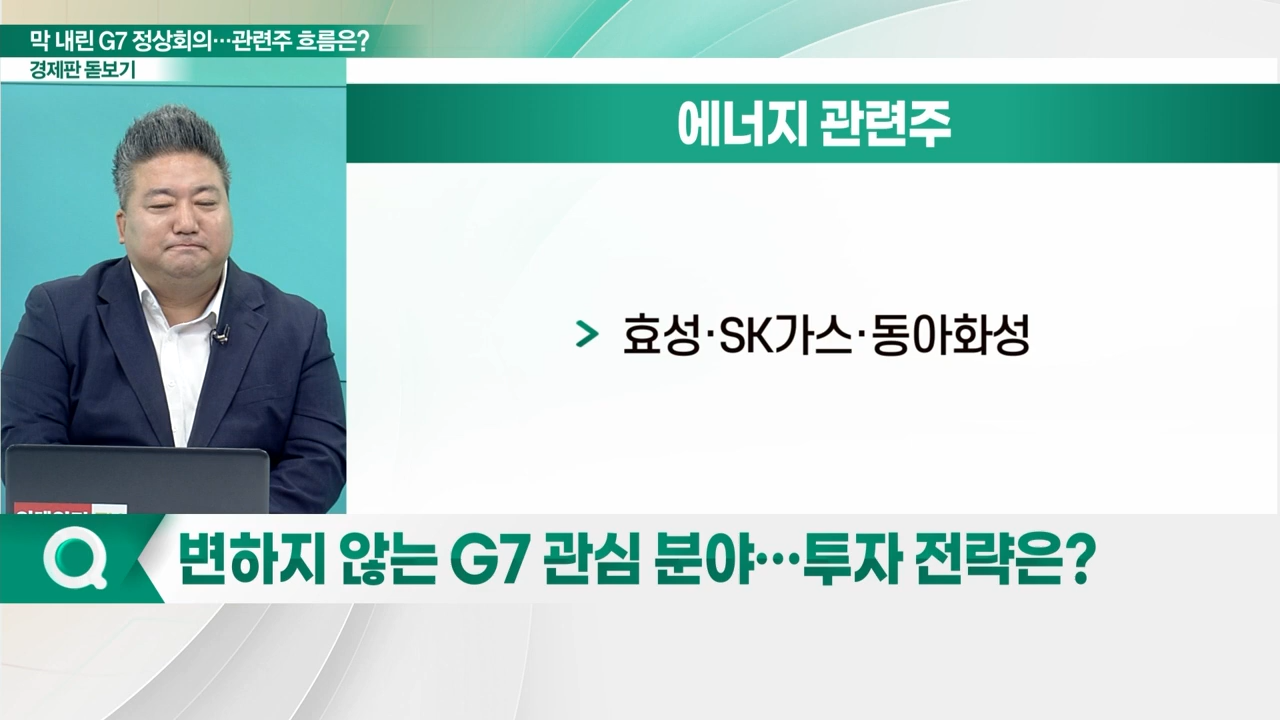 막 내린 G7 정상회의…관련주 흐름은?
경제판 돋보기
에너지 관련주
> 효성·SK가스·동아화성
변하지 않는 G7 관심 분야…투자 전략은?